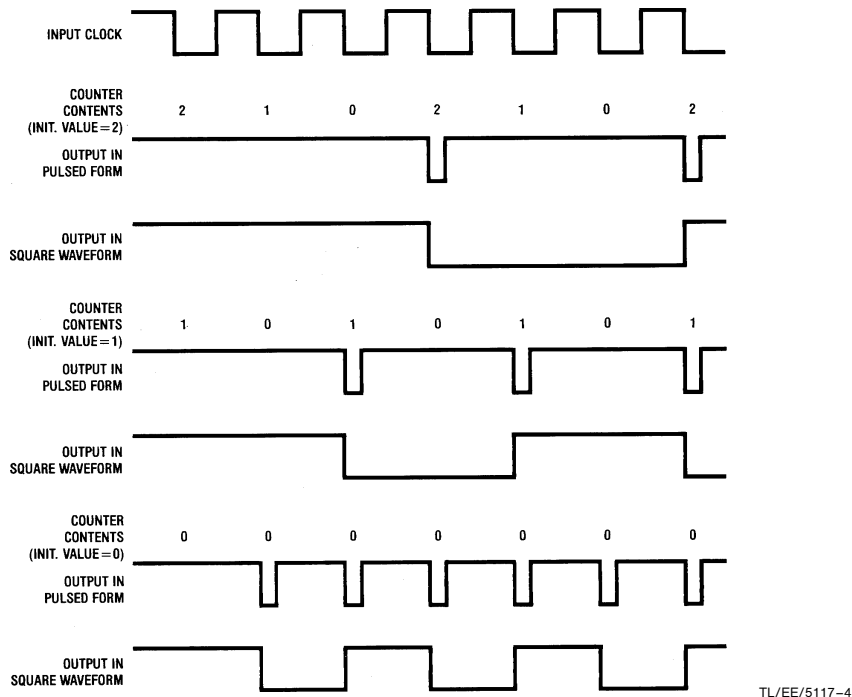 INPUT CLOCK
COUNTER
CONTENTS
(INIT. VALUE=2)
2 1 0 2 1 0 2
OUTPUT IN
PULSED FORM
OUTPUT IN
SQUARE WAVEFORM
COUNTER
CONTENTS
(INIT. VALUE=1)
1 0 1 0 1 0 1
OUTPUT IN
PULSED FORM
OUTPUT IN
SQUARE WAVEFORM
COUNTER
CONTENTS
(INIT. VALUE=0)
0 0 0 0 0 0 0
OUTPUT IN
PULSED FORM
OUTPUT IN
SQUARE WAVEFORM
TL/EE/5117–4